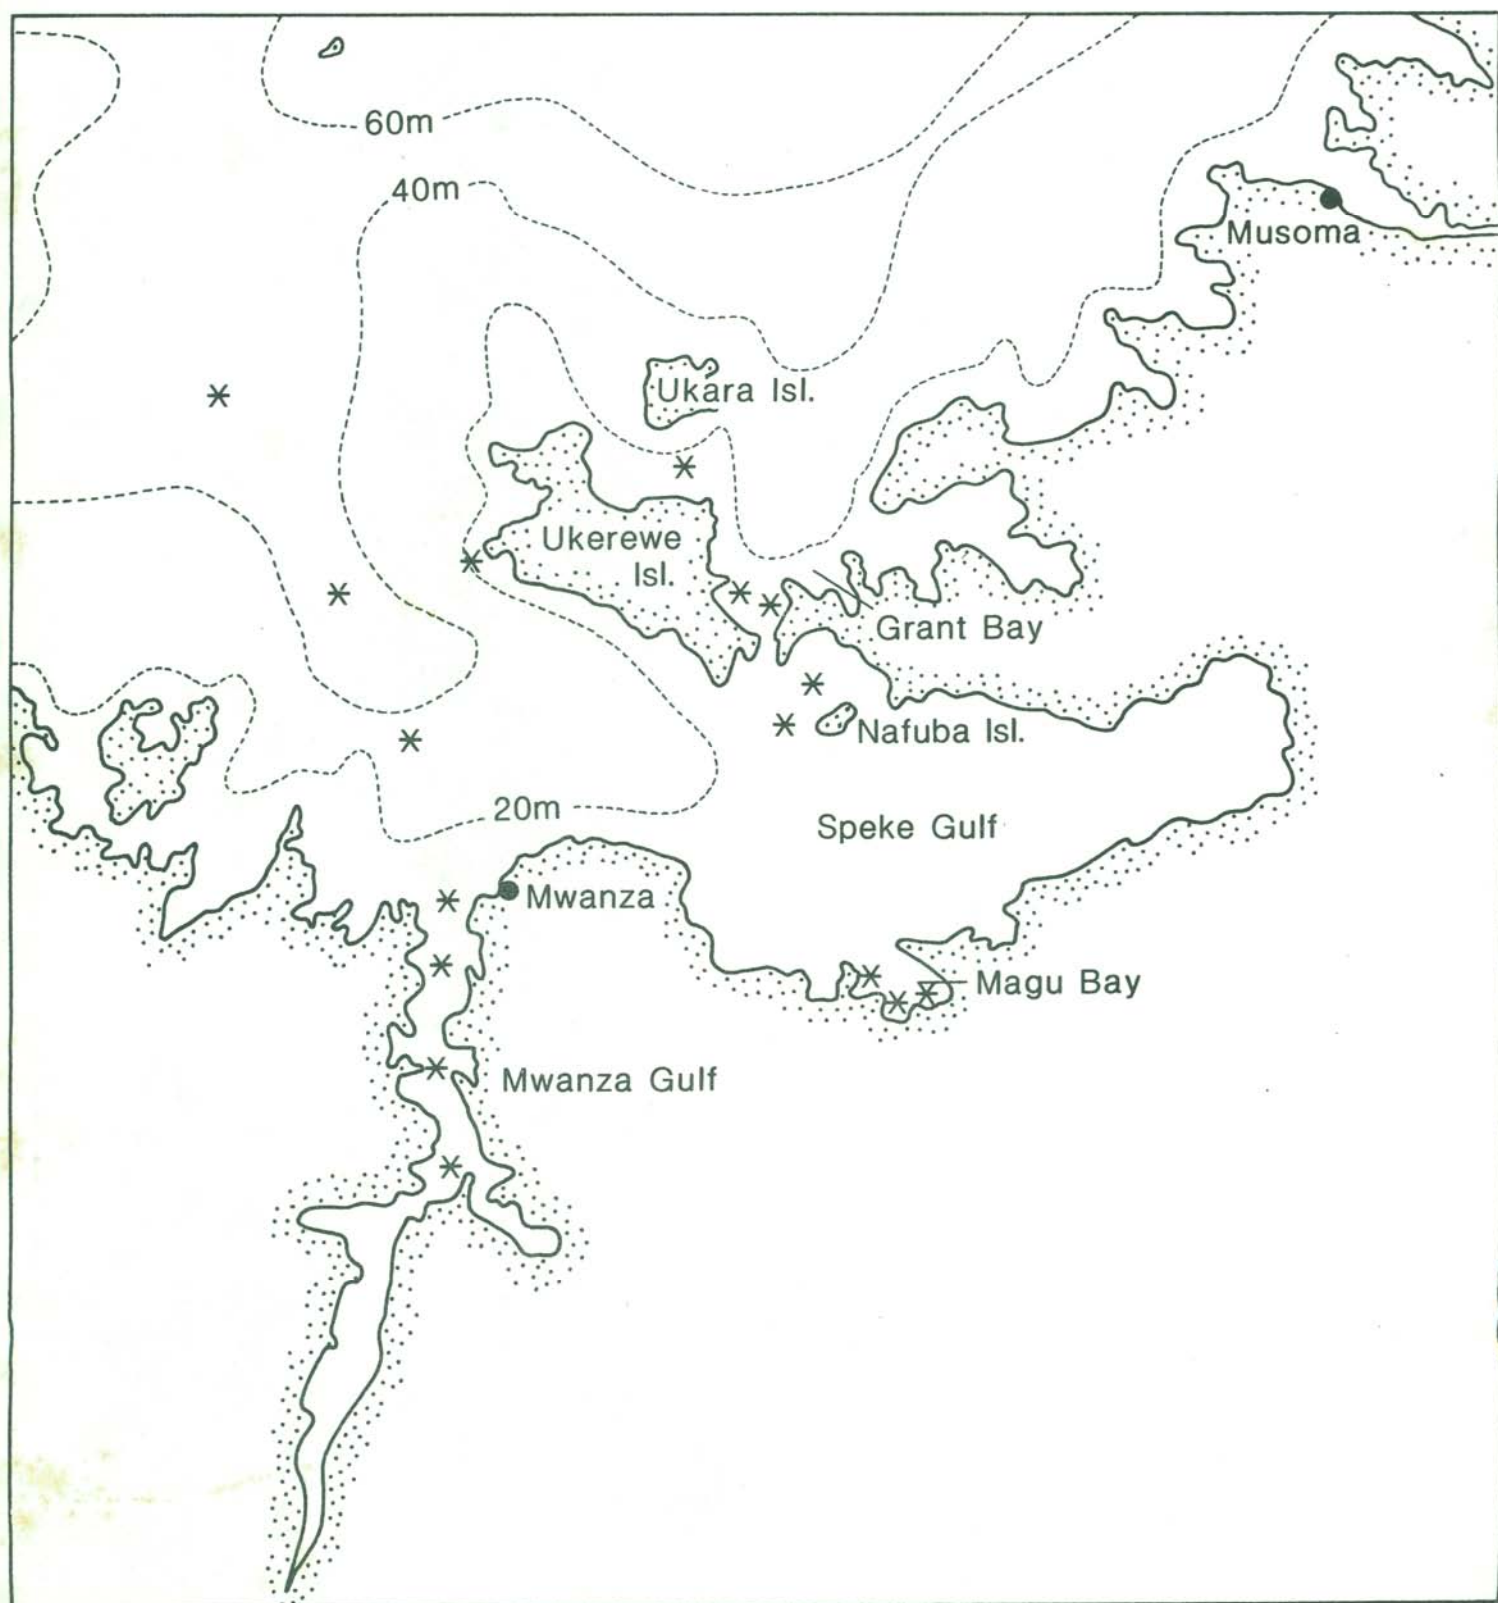 60m
40m
Musoma
Ukara Isl.
Ukerewe
Isl.
Grant Bay
Nafuba Isl.
20m
Speke Gulf
Mwanza
Magu Bay
Mwanza Gulf